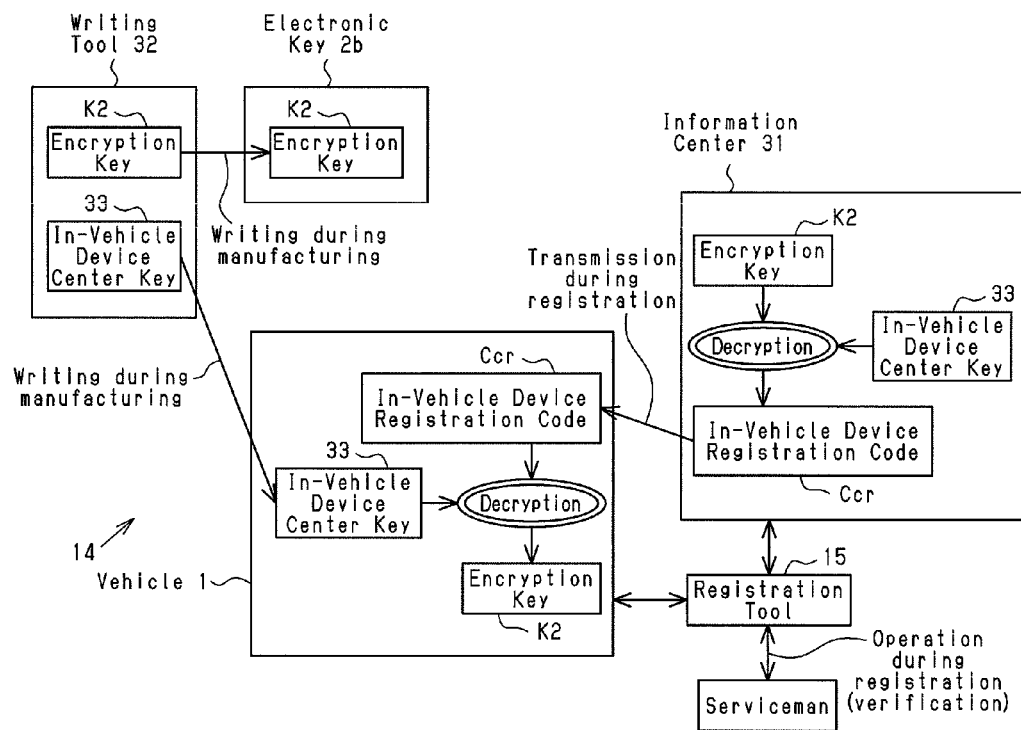 Writing
Tool 32
Electronic
Key 2b
K2
Encryption
Key
K2
Encryption
Key
33
In-Vehicle
Device
Center Key
Writing during
manufacturing
Writing during
manufacturing
Information
Center 31
K2
Encryption
Key
Transmission
during
registration
33
In-Vehicle
Device
Center Key
Decryption
In-Vehicle Device
Registration Code
Ccr
Ccr
In-Vehicle Device
Registration Code
33
In-Vehicle
Device
Center Key
Decryption
Encryption
Key
K2
14
Vehicle 1
15
Registration
Tool
Operation
during
registration
(verification)
Serviceman